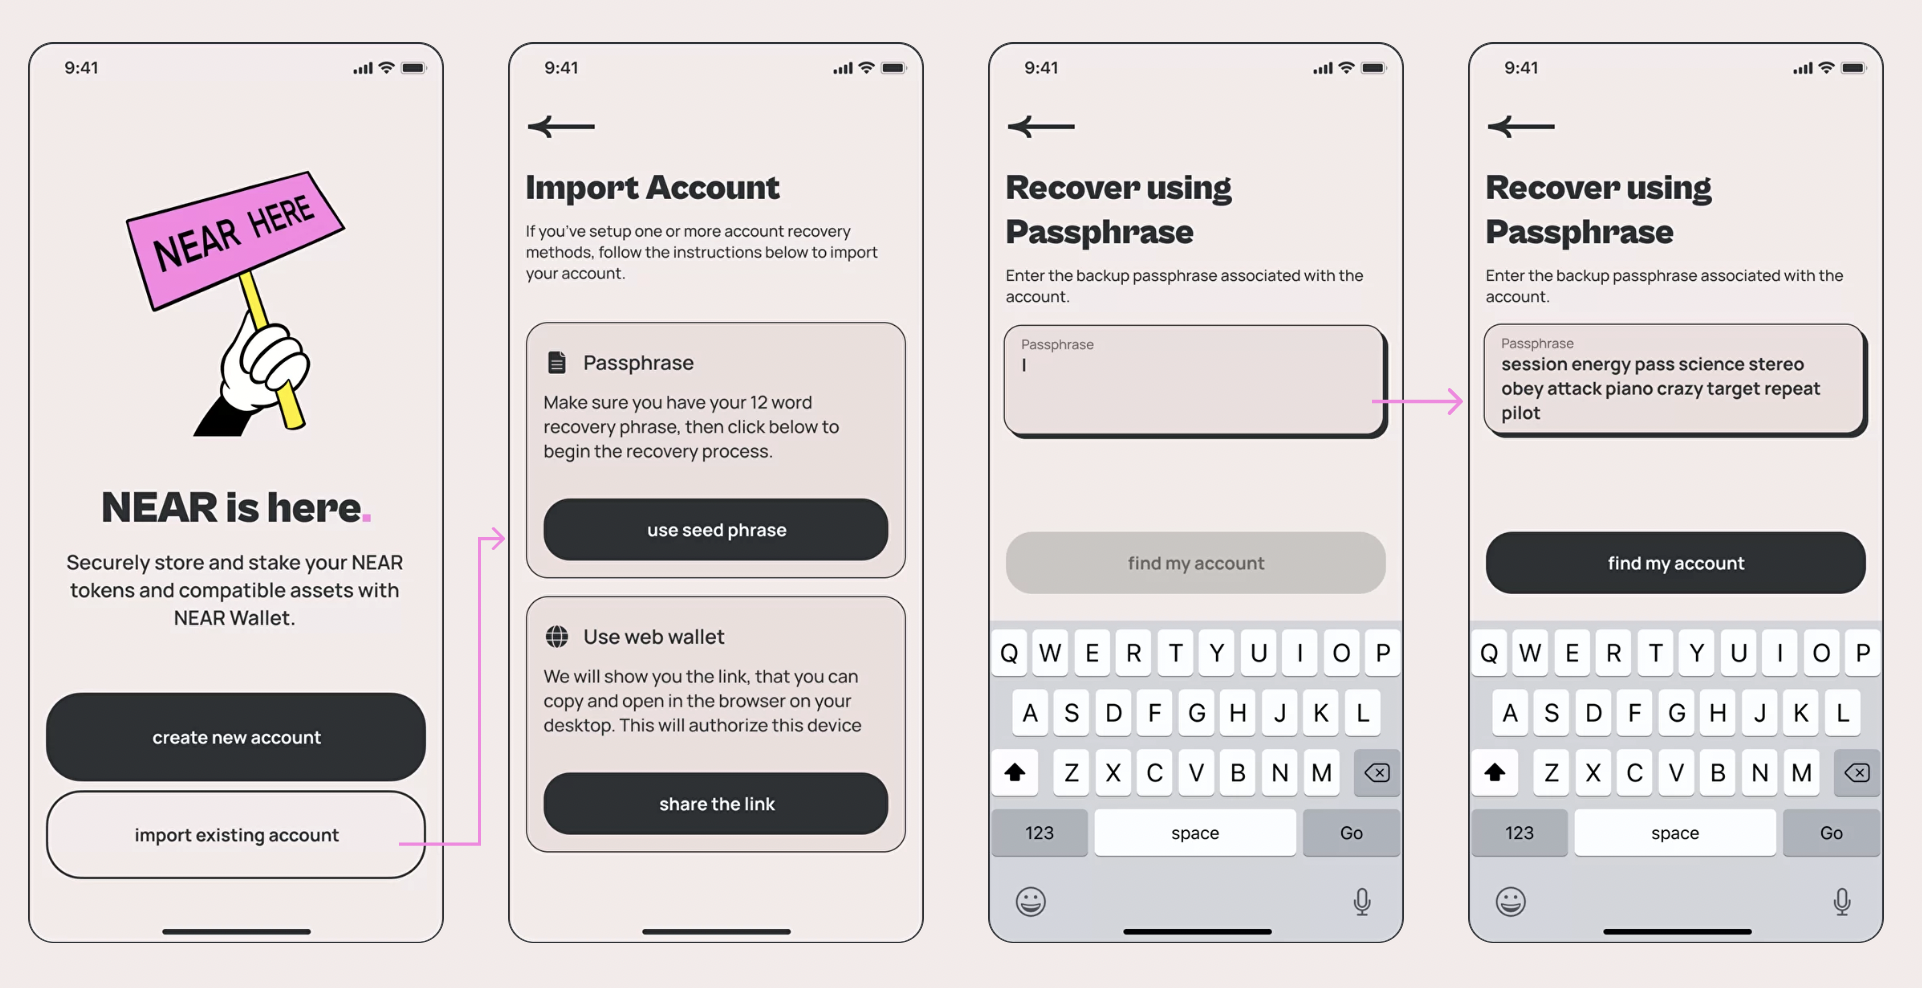 9:41
NEAR HERE
NEAR is here.
Securely store and stake your NEAR
tokens and compatible assets with
NEAR Wallet.
create new account
import existing account
9:41
Import Account
If you've setup one or more account recovery
methods, follow the instructions below to import
your account.
Passphrase
Make sure you have your 12 word
recovery phrase, then click below to
begin the recovery process.
use seed phrase
Use web wallet
We will show you the link, that you can
copy and open in the browser on your
desktop. This will authorize this device
share the link
9:41
Recover using
Passphrase
Enter the backup passphrase associated with the
account.
Passphrase
find my account
Q W E R T Y U I O P
A S D F G H J K L
Z X C V B N M
123 space Go
9:41
Recover using
Passphrase
Enter the backup passphrase associated with the
account.
Passphrase
session energy pass science stereo
obey attack piano crazy target repeat
pilot
find my account
Q W E R T Y U I O P
A S D F G H J K L
Z X C V B N M
123 space Go